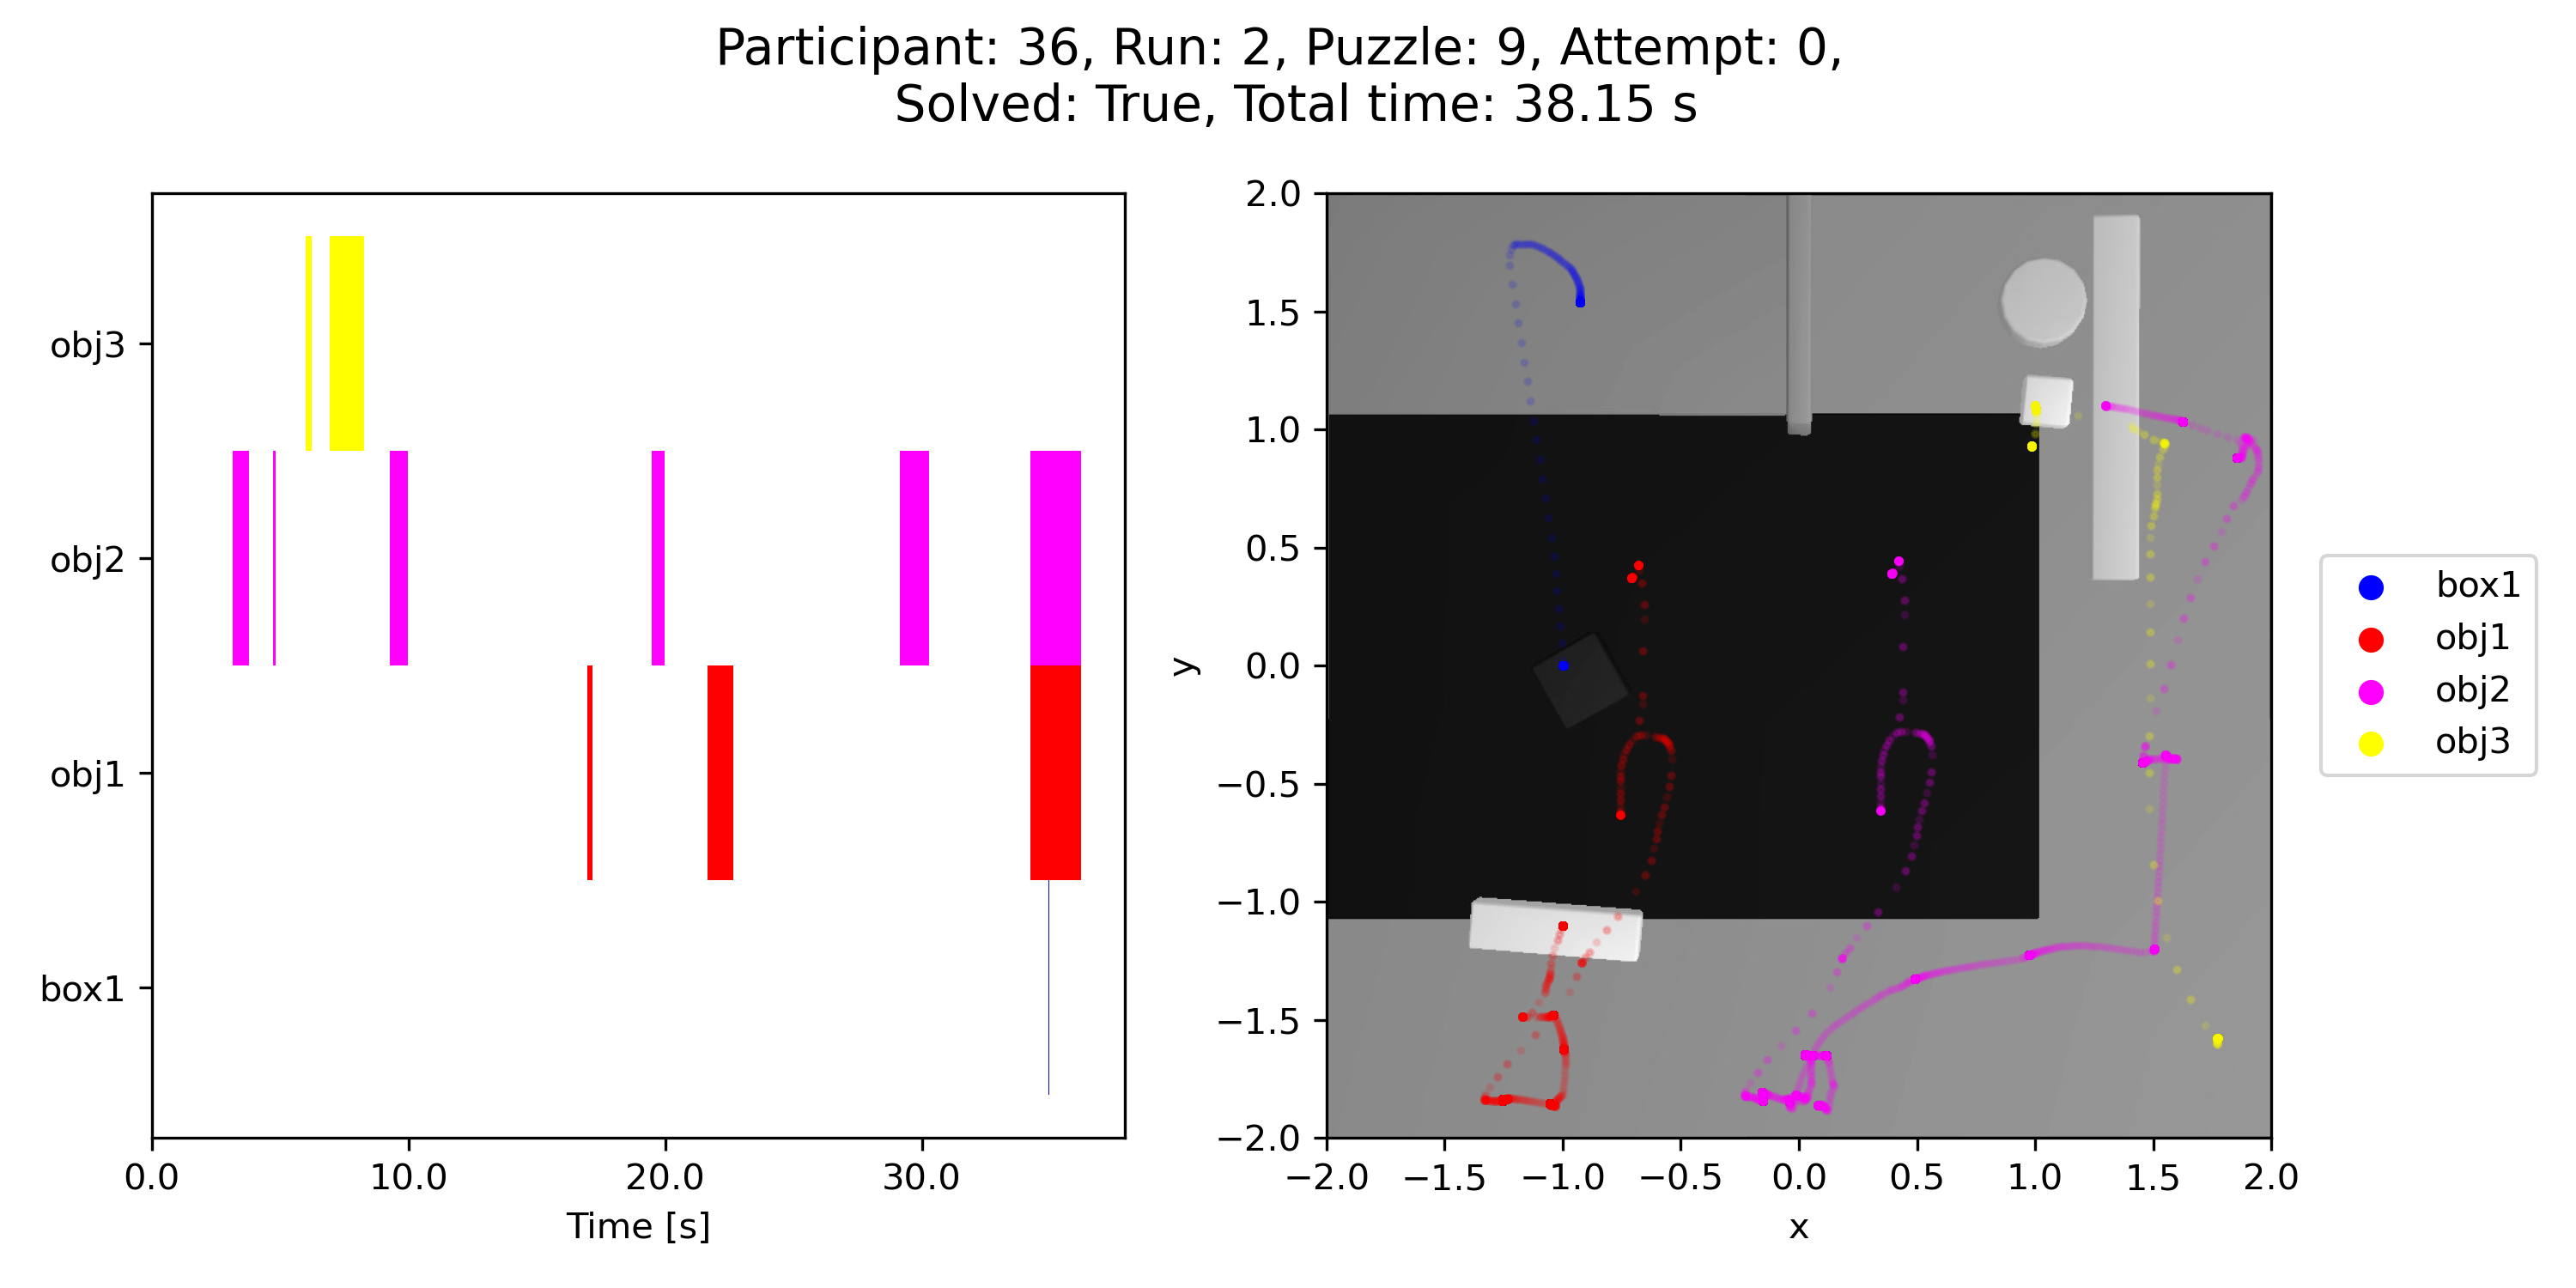 Participant: 36, Run: 2, Puzzle: 9, Attempt: 0,
Solved: True, Total time: 38.15 s
obj3
obj2
obj1
box1
0.0 10.0 20.0 30.0
Time [s]
2.0
1.5
1.0
0.5
0.0
−0.5
−1.0
−1.5
−2.0
y
−2.0 −1.5 −1.0 −0.5 0.0 0.5 1.0 1.5 2.0
x
box1
obj1
obj2
obj3